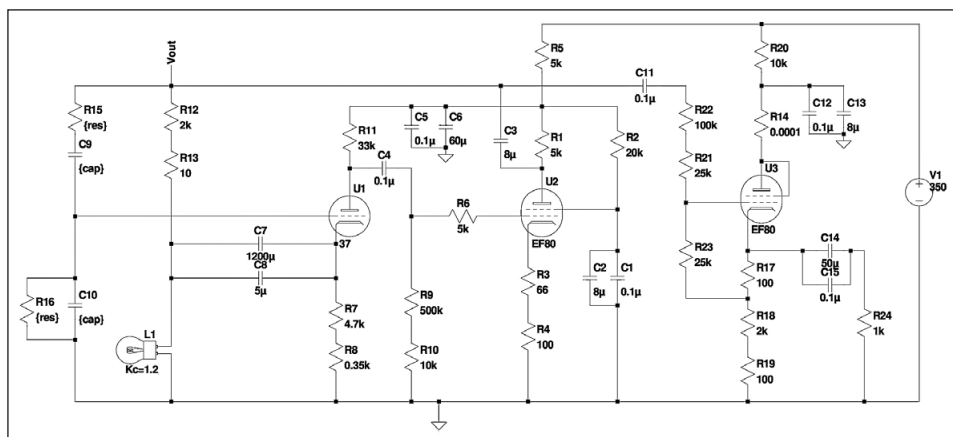 Vout
R15
{res}
C9
{cap}
R16
{res}
C10
{cap}
R12
2k
R13
10
L1
Kc=1.2
C7
1200µ
C8
5µ
R11
33k
U1
37
R7
4.7k
R8
0.35k
C4
0.1µ
C5
0.1µ
C6
60µ
R9
500k
R10
10k
R6
5k
C3
8µ
R5
5k
R1
5k
U2
EF80
R3
66
R4
100
R2
20k
C2
8µ
C1
0.1µ
C11
0.1µ
R22
100k
R21
25k
R23
25k
R20
10k
R14
0.0001
C12
0.1µ
C13
8µ
U3
EF80
R17
100
R18
2k
R19
100
C14
50µ
C15
0.1µ
R24
1k
V1
350
+
−